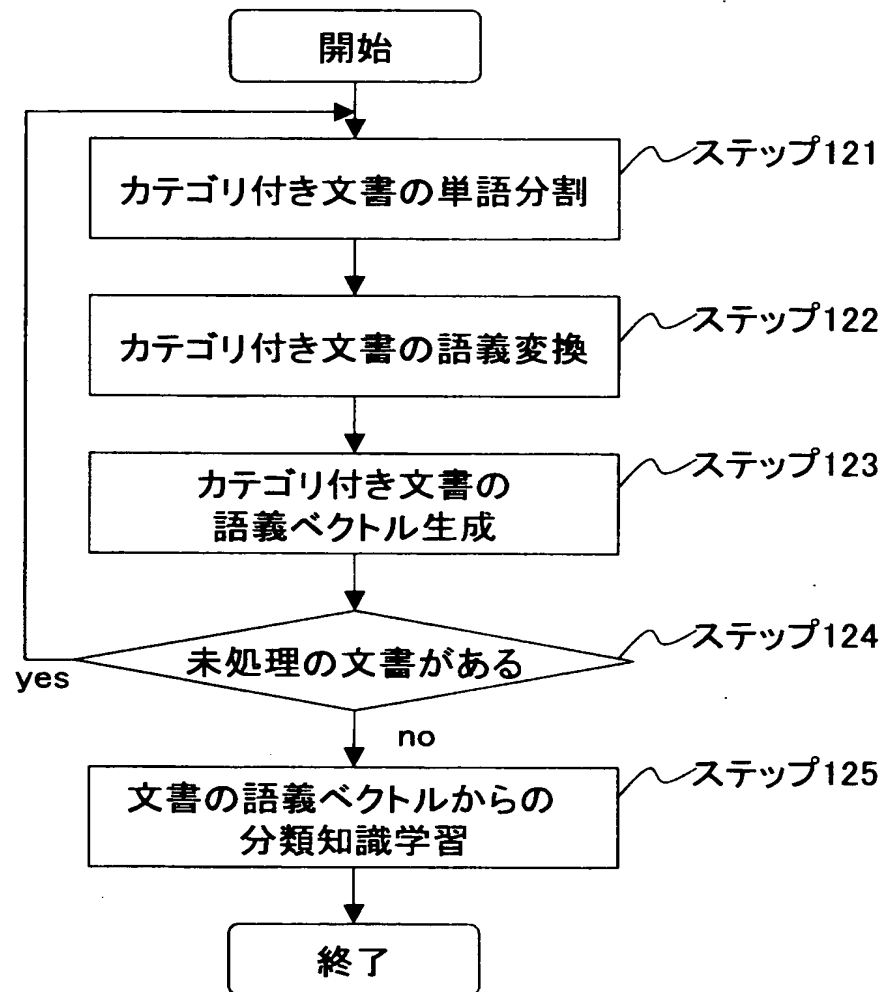 開始
カテゴリ付き文書の単語分割
ステップ121
カテゴリ付き文書の語義変換
ステップ122
カテゴリ付き文書の
語義ベクトル生成
ステップ123
未処理の文書がある
ステップ124
yes
no
文書の語義ベクトルからの
分類知識学習
ステップ125
終了